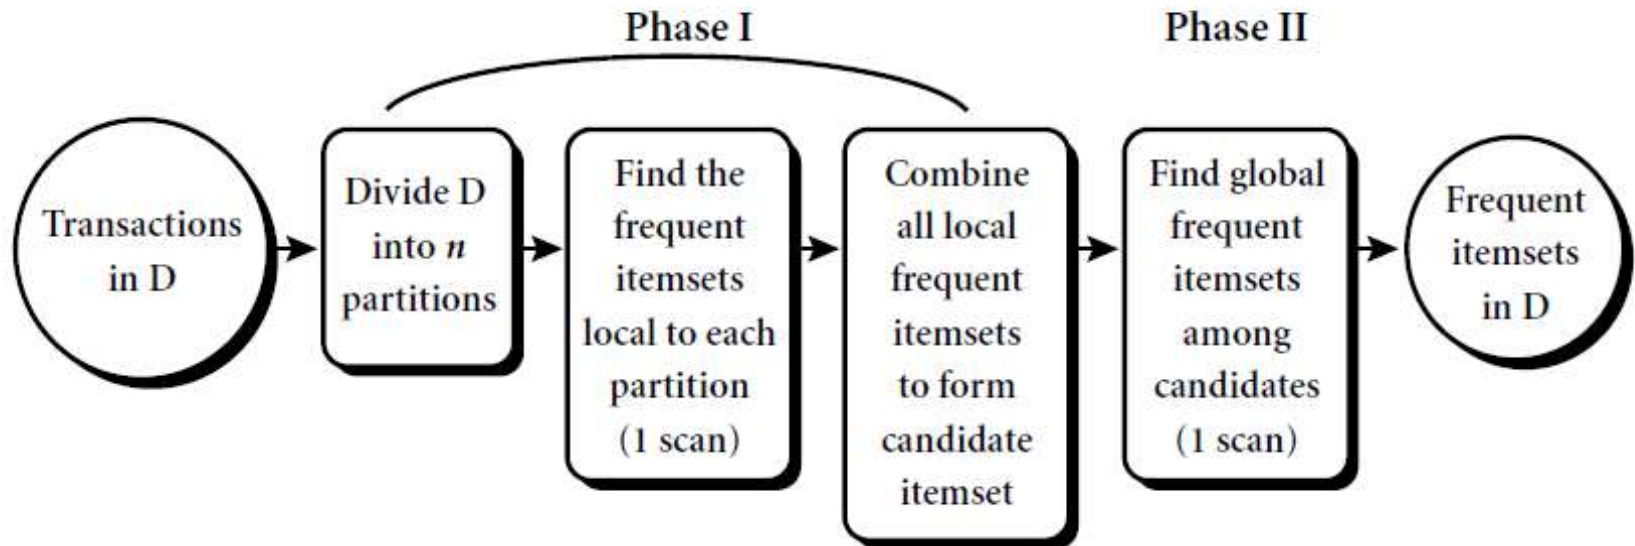 Phase I
Phase II
Transactions
in D
Divide D
into n
partitions
Find the
frequent
itemsets
local to each
partition
(1 scan)
Combine
all local
frequent
itemsets
to form
candidate
itemset
Find global
frequent
itemsets
among
candidates
(1 scan)
Frequent
itemsets
in D